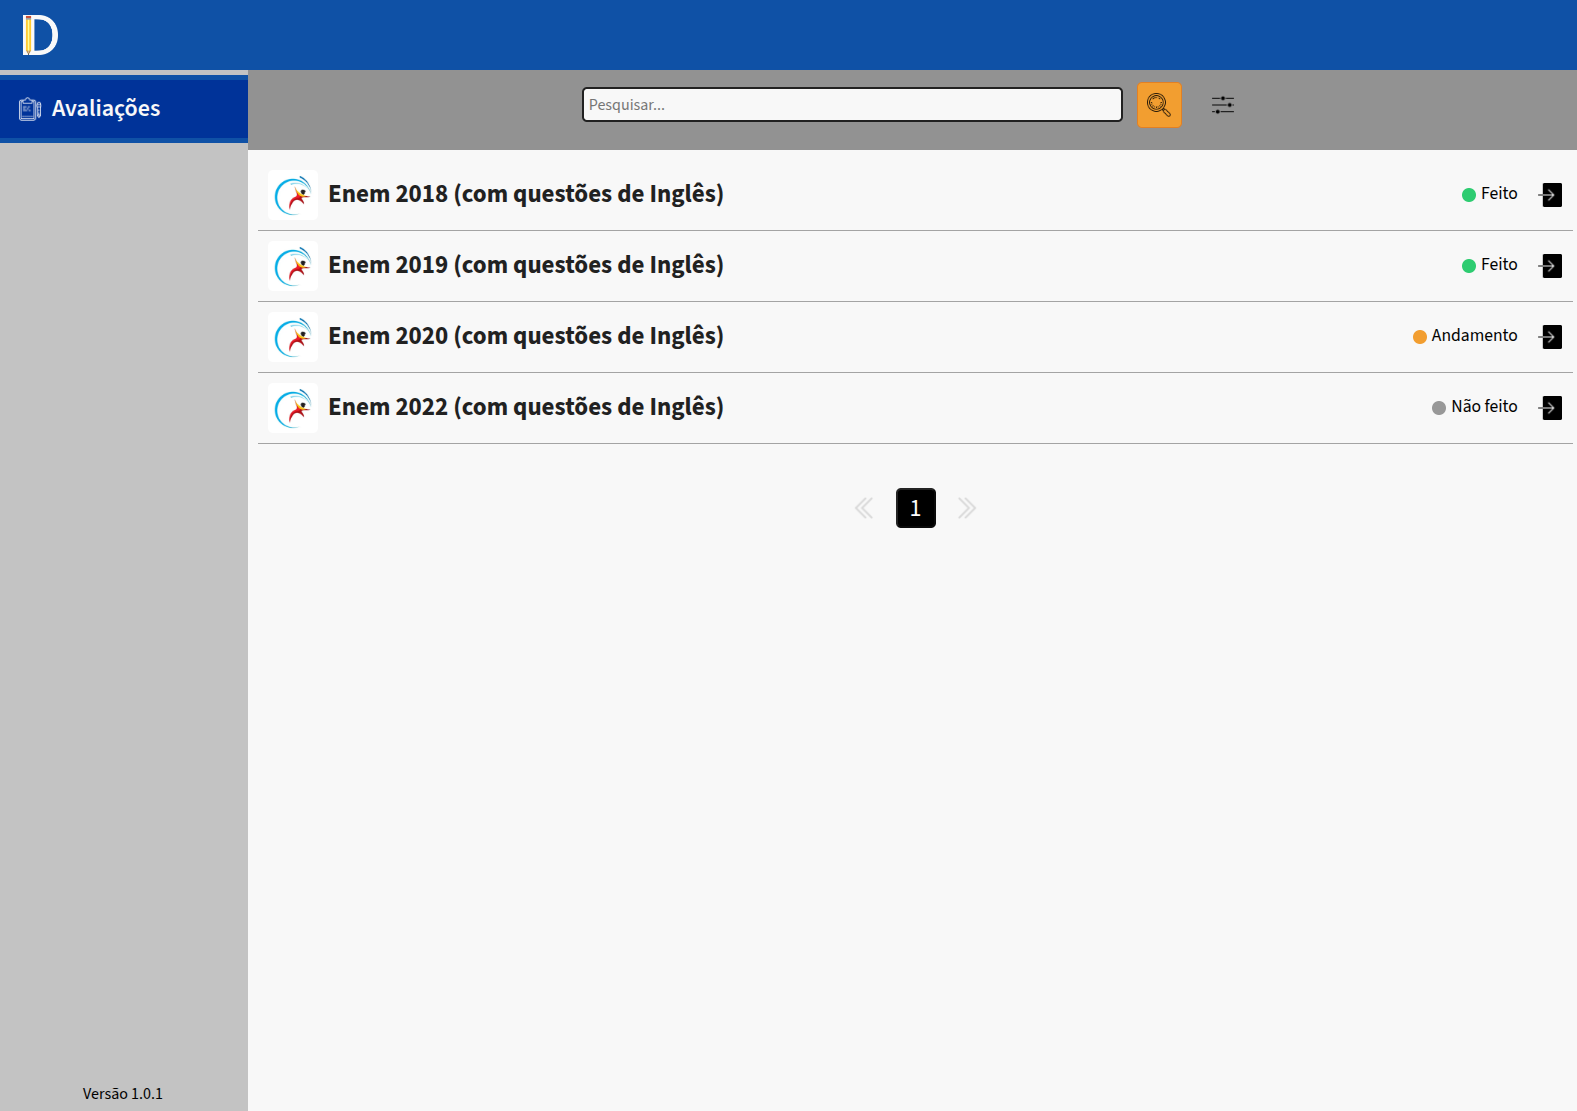 D
Avaliações
Pesquisar...
Enem 2018 (com questões de Inglês)
Feito
Enem 2019 (com questões de Inglês)
Feito
Enem 2020 (com questões de Inglês)
Andamento
Enem 2022 (com questões de Inglês)
Não feito
1
Versão 1.0.1